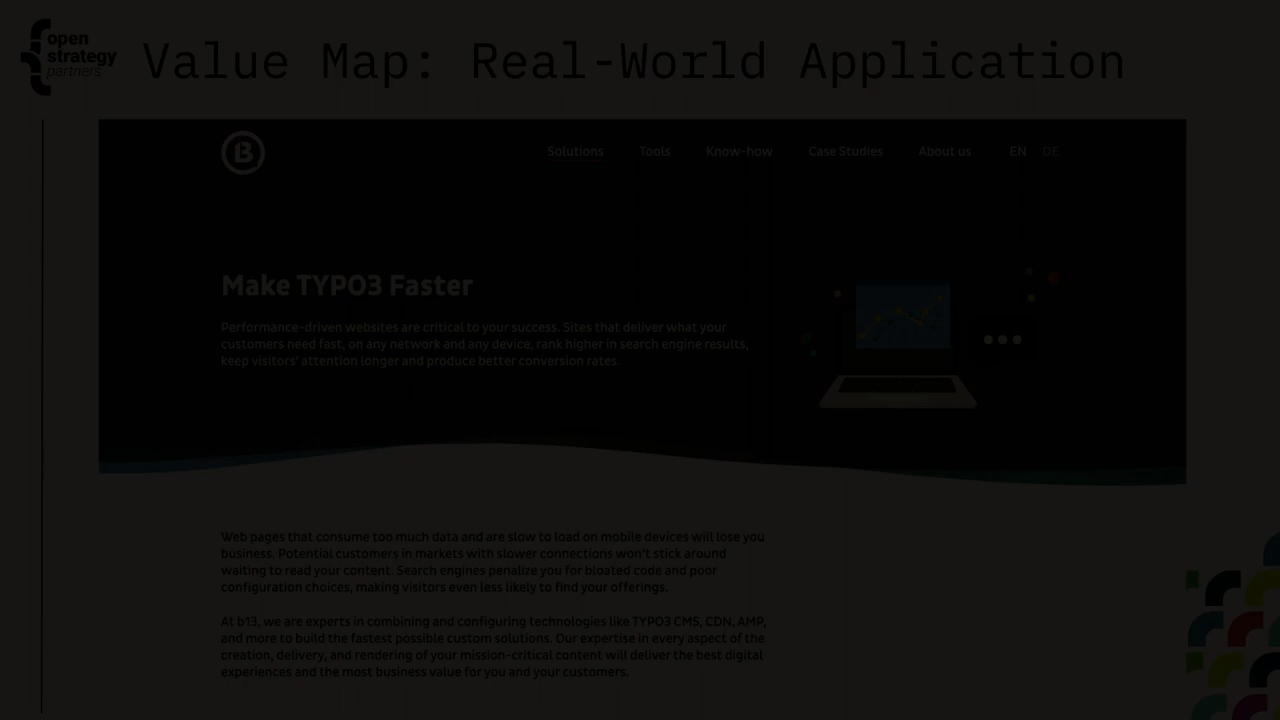 open
strategy
partners
Value Map: Real-World Application
B
Solutions Tools Know-how Case Studies About us EN DE
Make TYPO3 Faster
Performance-driven websites are critical to your success. Sites that deliver what your
customers need fast, on any network and any device, rank higher in search engine results,
keep visitors' attention longer and produce better conversion rates.
Web pages that consume too much data and are slow to load on mobile devices will lose you
business. Potential customers in markets with slower connections won't stick around
waiting to read your content. Search engines penalize you for bloated code and poor
configuration choices, making visitors even less likely to find your offerings.
At b13, we are experts in combining and configuring technologies like TYPO3 CMS, CDN, AMP,
and more to build the fastest possible custom solutions. Our expertise in every aspect of the
creation, delivery, and rendering of your mission-critical content will deliver the best digital
experiences and the most business value for you and your customers.